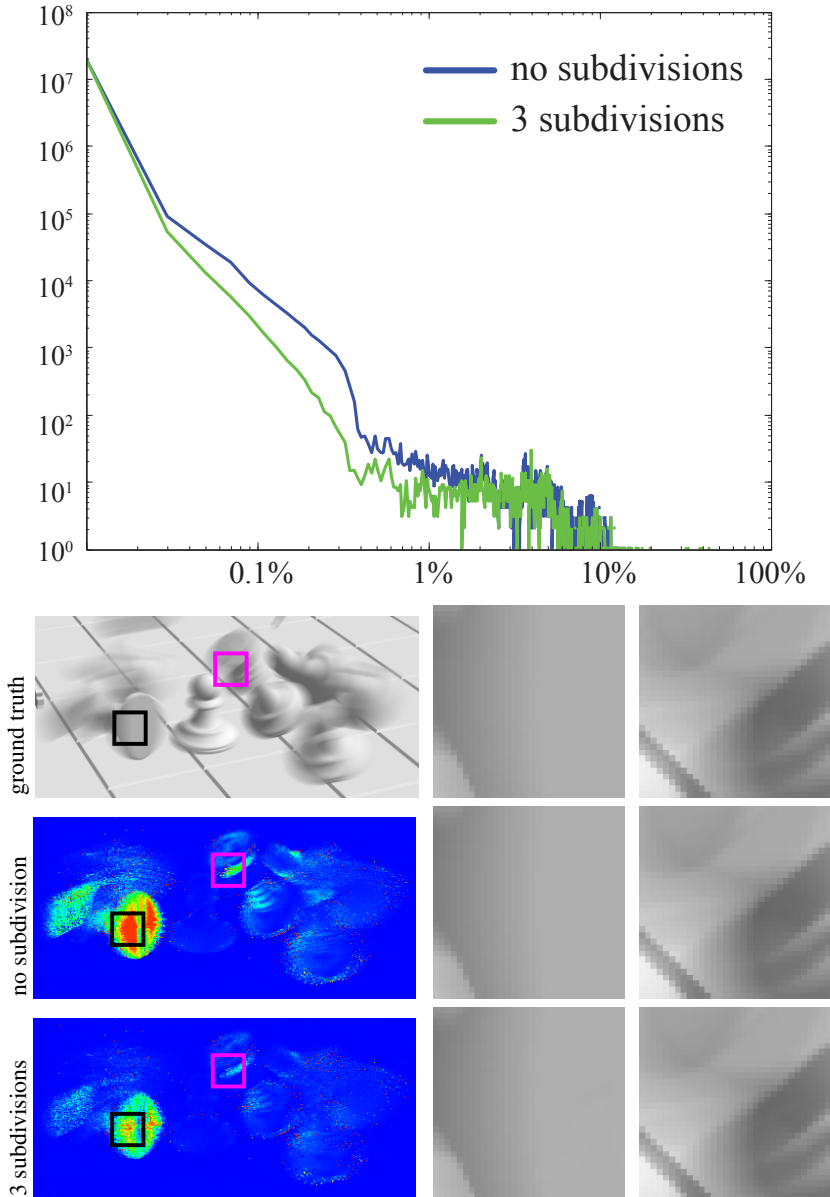 10^8
10^7
10^6
10^5
10^4
10^3
10^2
10^1
10^0
no subdivisions
3 subdivisions
0.1%
1%
10%
100%
ground truth
no subdivision
3 subdivisions